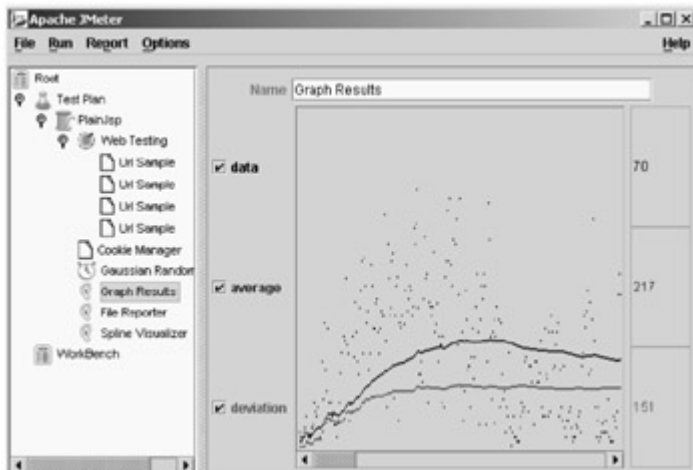 Apache JMeter
File Run Report Options Help
Root
Test Plan
PlainJsp
Web Testing
Url Sample
Url Sample
Url Sample
Url Sample
Cookie Manager
Gaussian Random
Graph Results
File Reporter
Spline Visualizer
WorkBench
Name Graph Results
data
70
average
217
deviation
151